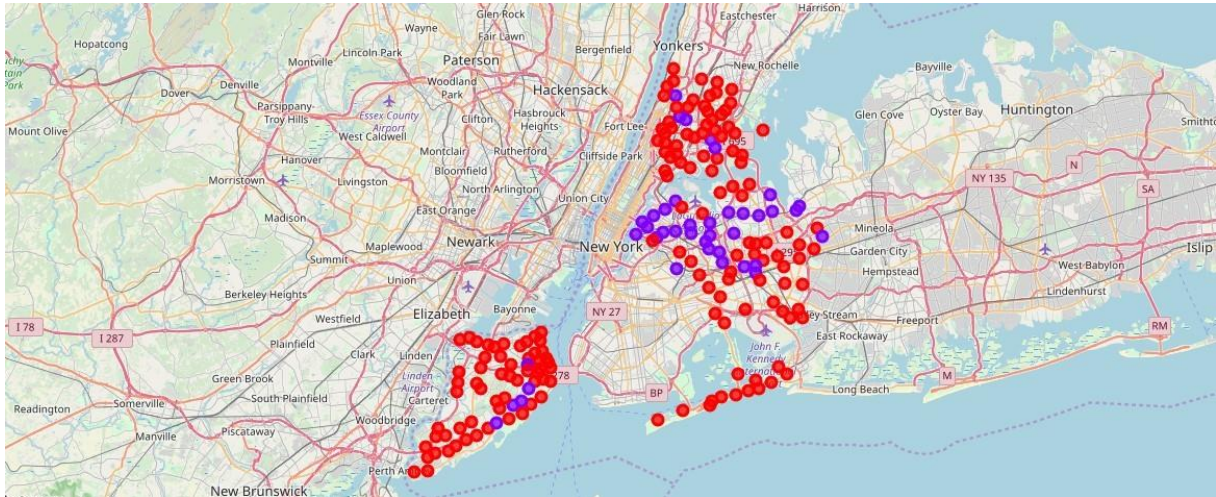 Hopatcong
Denville
Dover
Montville
Wayne
Lincoln Park
Paterson
Woodland
Park
Glen Rock
Fair Lawn
Bergenfield
Hackensack
Yonkers
Eastchester
Harrison
New Rochelle
Bayville
Glen Cove
Oyster Bay
Huntington
Smitht
Mount Olive
Parsippany-
Troy Hills
Essex County
Airport
West Caldwell
Clifton
Hasbrouck
Heights
Fort Lee
Hanover
Montclair
Rutherford
Cliffside Park
Bloomfield
Morristown
Livingston
North Arlington
Union City
NY 135
N
SA
Madison
East Orange
Summit
Maplewood
Newark
New York
Mineola
Garden City
Hempstead
Islip
West Babylon
Lindenhurst
Berkeley Heights
Union
Elizabeth
Bayonne
NY 27
Freeport
East Rockaway
I 78
I 287
Westfield
Plainfield
Linden
Clark
Linden
Airport
278
John F.
Kennedy
RM
M
BP
Long Beach
Green Brook
South Plainfield
Carteret
Readington
Somerville
Woodbridge
Manville
Piscataway
New Brunswick